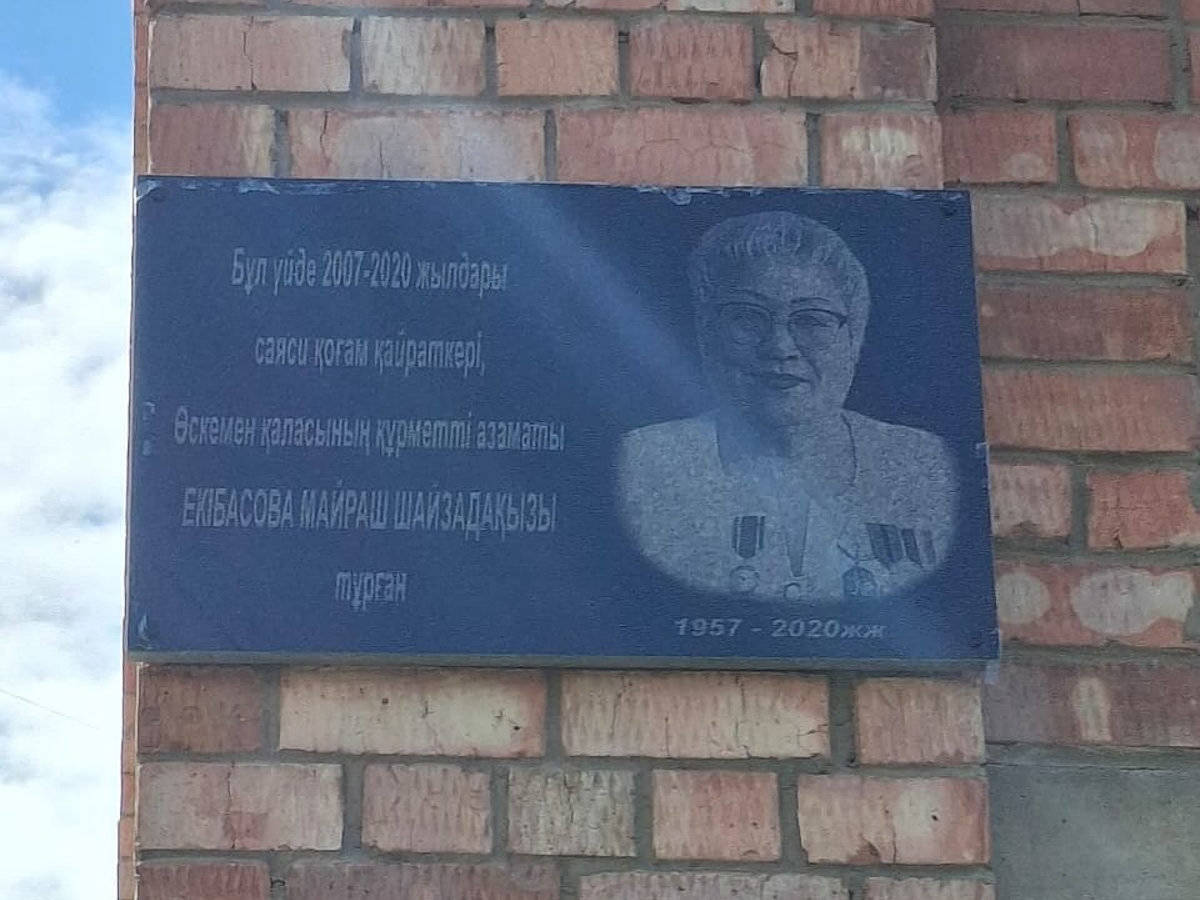 Бұл үйде 2007-2020 жылдары
саяси қоғам қайраткері,
Өскемен қаласының құрметті азаматы
ЕКІБАСОВА МАЙРАШ ШАЙЗАДАҚЫЗЫ
тұрған
1957 - 2020жж